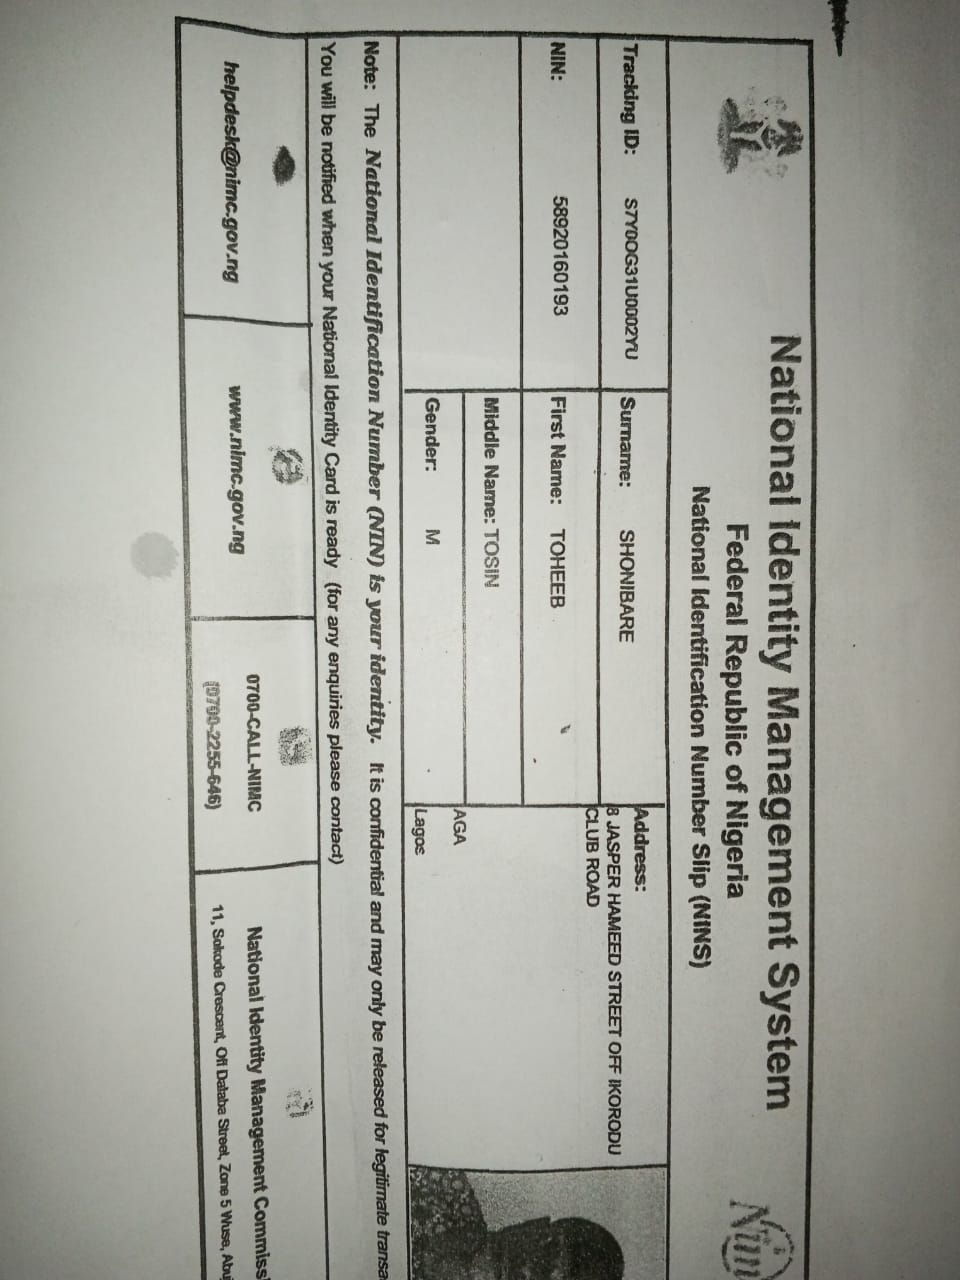 National Identity Management System
Federal Republic of Nigeria
National Identification Number Slip (NINS)
Tracking ID: S7Y0OG31U0002YU
Surname: SHONIBARE
Address:
8 JASPER HAMEED STREET OFF IKORODU
CLUB ROAD
NIN: 58920160193
First Name: TOHEEB
Middle Name: TOSIN
AGA
Gender: M
Lagos
Note: The National Identification Number (NIN) is your identity. It is confidential and may only be released for legitimate transa
You will be notified when your National Identity Card is ready (for any enquiries please contact)
helpdesk@nimc.gov.ng
www.nimc.gov.ng
0700-CALL-NIMC
(0700-2255-646)
National Identity Management Commiss
11, Sokode Crescent, Off Dalaba Street, Zone 5 Wuse, Abuj